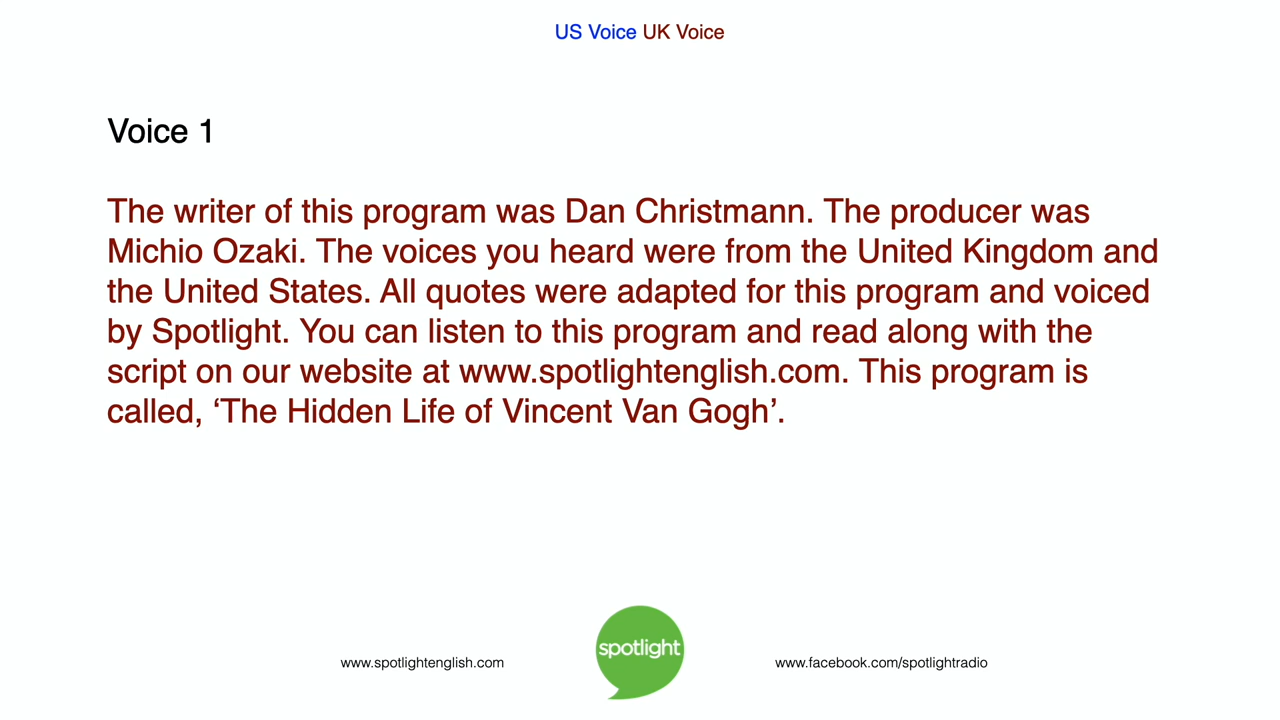 US Voice UK Voice
Voice 1
The writer of this program was Dan Christmann. The producer was
Michio Ozaki. The voices you heard were from the United Kingdom and
the United States. All quotes were adapted for this program and voiced
by Spotlight. You can listen to this program and read along with the
script on our website at www.spotlightenglish.com. This program is
called, ‘The Hidden Life of Vincent Van Gogh’.
www.spotlightenglish.com
spotlight
www.facebook.com/spotlightradio